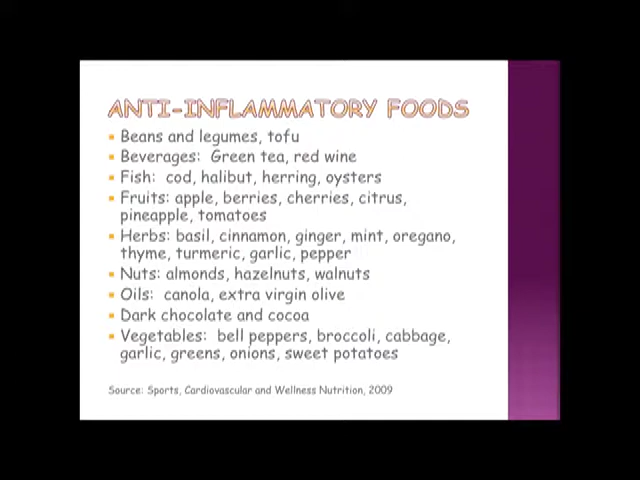 ANTI-INFLAMMATORY FOODS
Beans and legumes, tofu
Beverages: Green tea, red wine
Fish: cod, halibut, herring, oysters
Fruits: apple, berries, cherries, citrus,
pineapple, tomatoes
Herbs: basil, cinnamon, ginger, mint, oregano,
thyme, turmeric, garlic, pepper
Nuts: almonds, hazelnuts, walnuts
Oils: canola, extra virgin olive
Dark chocolate and cocoa
Vegetables: bell peppers, broccoli, cabbage,
garlic, greens, onions, sweet potatoes
Source: Sports, Cardiovascular and Wellness Nutrition, 2009